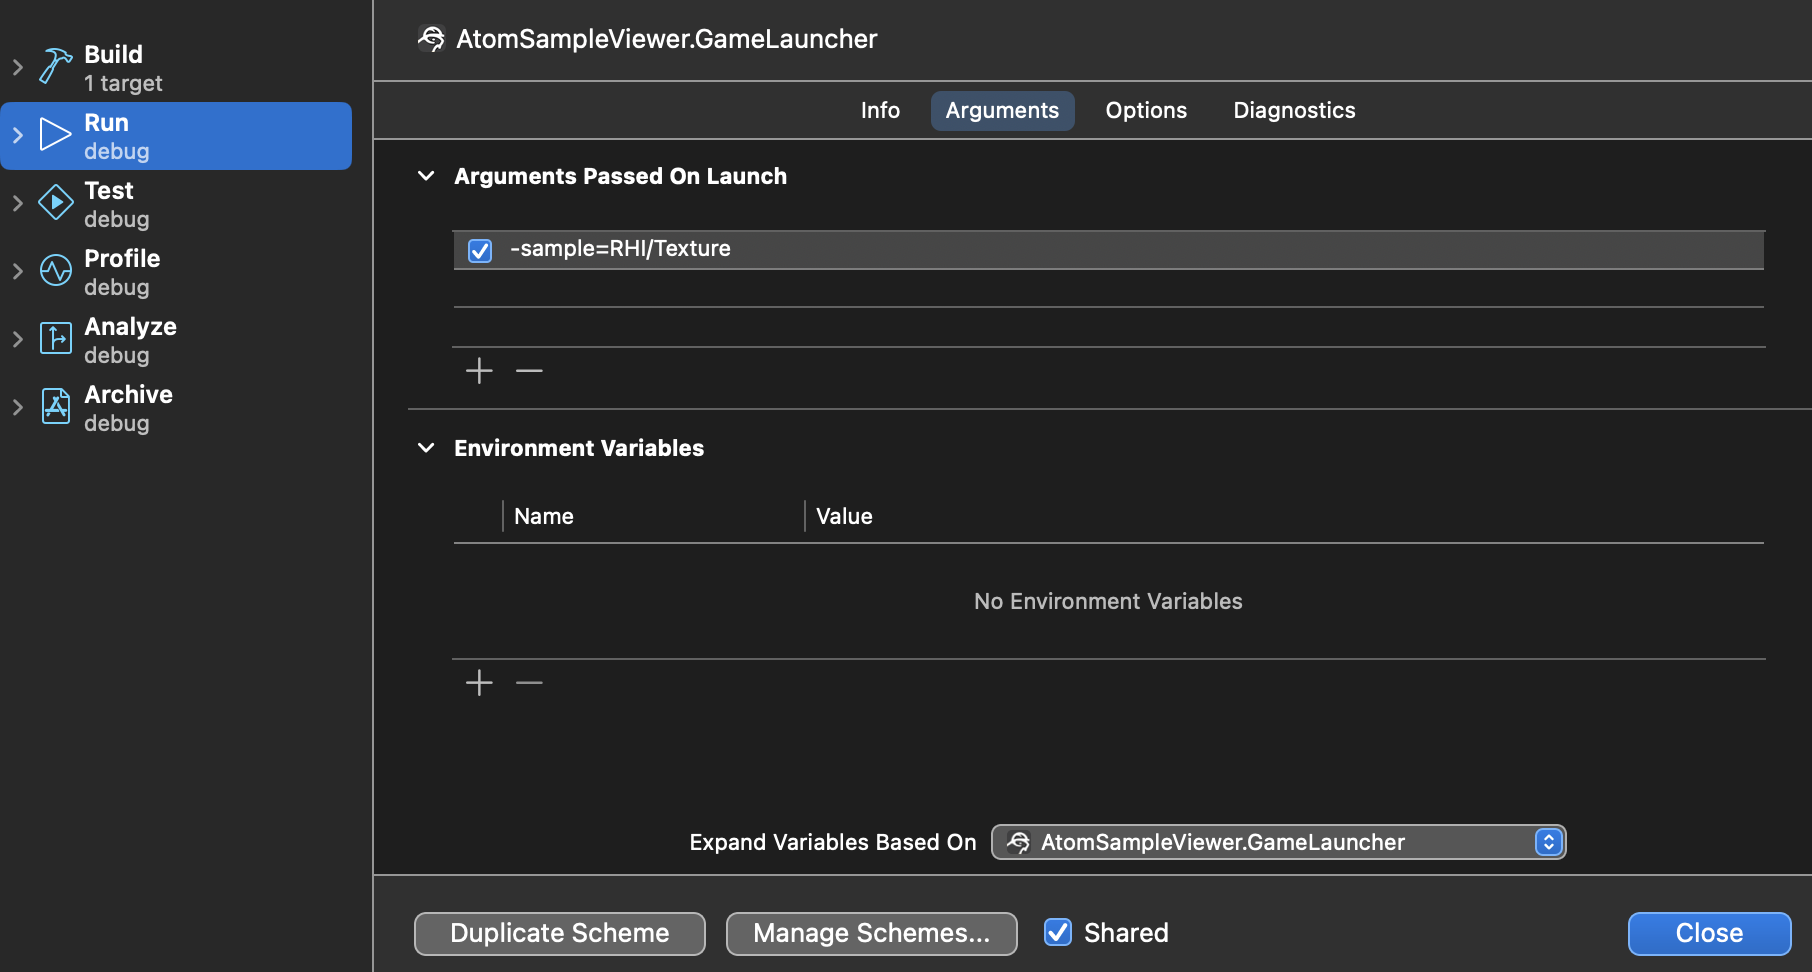 Build
1 target
Run
debug
Test
debug
Profile
debug
Analyze
debug
Archive
debug
AtomSampleViewer.GameLauncher
Info Arguments Options Diagnostics
Arguments Passed On Launch
-sample=RHI/Texture
Environment Variables
Name Value
No Environment Variables
Expand Variables Based On AtomSampleViewer.GameLauncher
Duplicate Scheme Manage Schemes... Shared Close